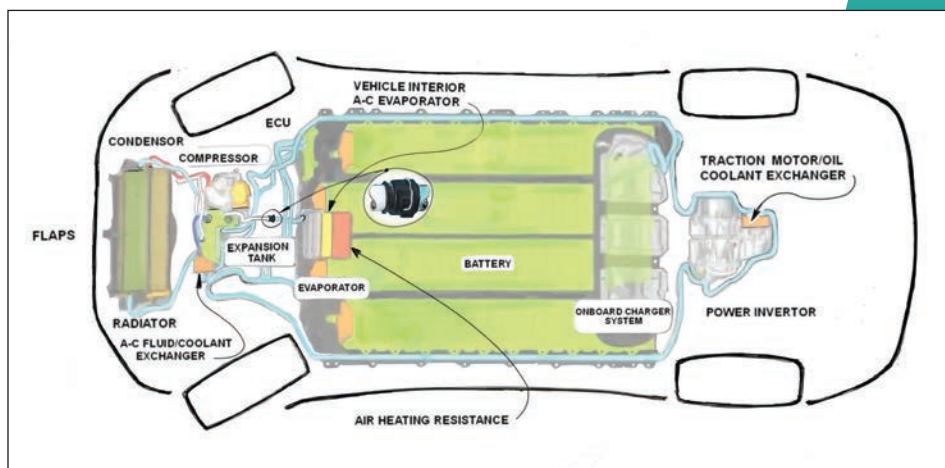 VEHICLE INTERIOR
A-C EVAPORATOR
ECU
CONDENSOR
COMPRESSOR
TRACTION MOTOR/OIL
COOLANT EXCHANGER
FLAPS
EXPANSION
TANK
BATTERY
EVAPORATOR
ONBOARD CHARGER
SYSTEM
POWER INVERTOR
RADIATOR
A-C FLUID/COOLANT
EXCHANGER
AIR HEATING RESISTANCE